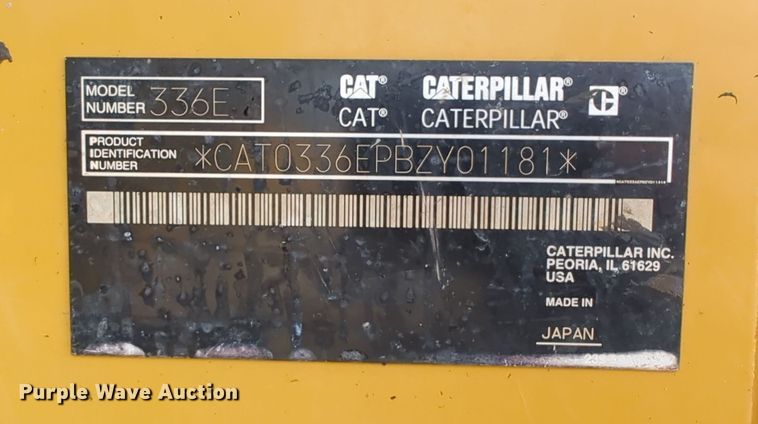 MODEL NUMBER 336E
CAT® CATERPILLAR® C®
CAT® CATERPILLAR®
PRODUCT IDENTIFICATION NUMBER *CAT0336EPBZY01181*
*CAT0336EPBZY01181*
CATERPILLAR INC.
PEORIA, IL 61629
USA
MADE IN
JAPAN
Purple Wave Auction